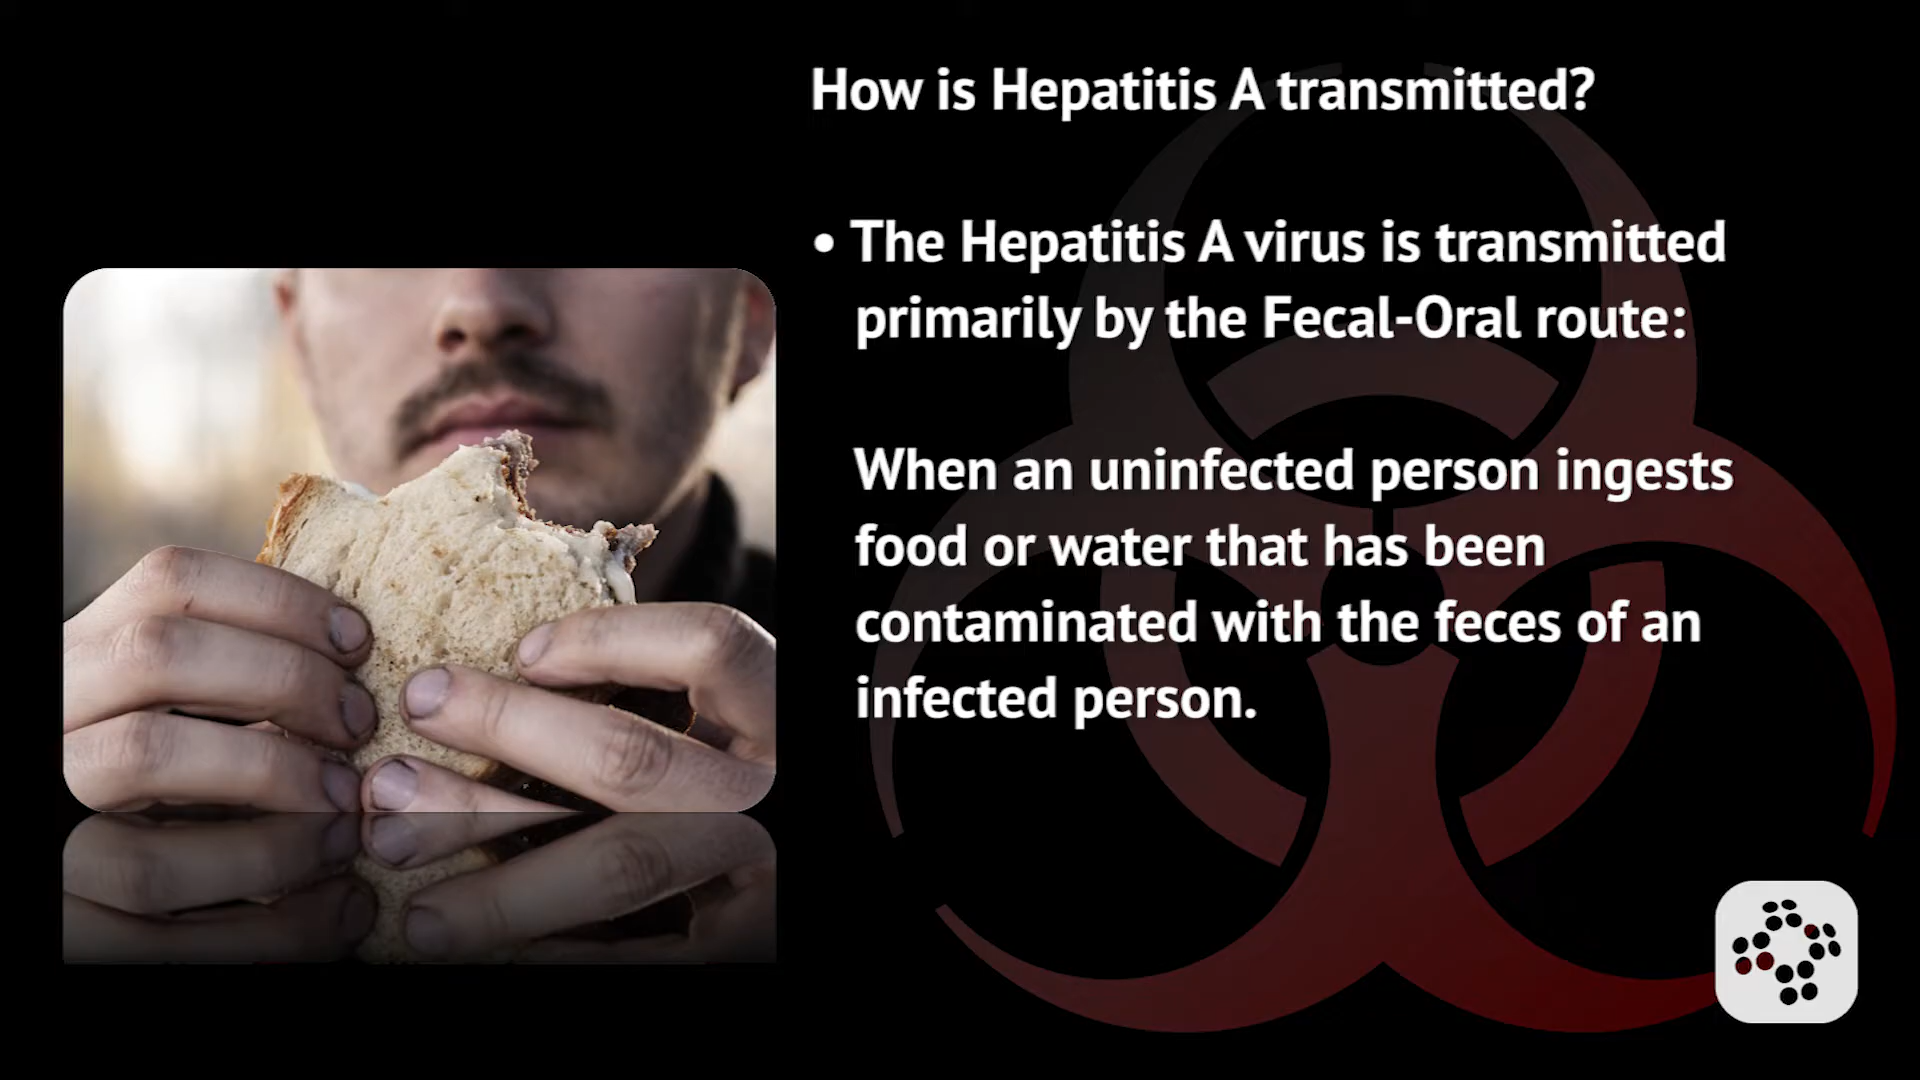 How is Hepatitis A transmitted?
• The Hepatitis A virus is transmitted
primarily by the Fecal-Oral route:
When an uninfected person ingests
food or water that has been
contaminated with the feces of an
infected person.